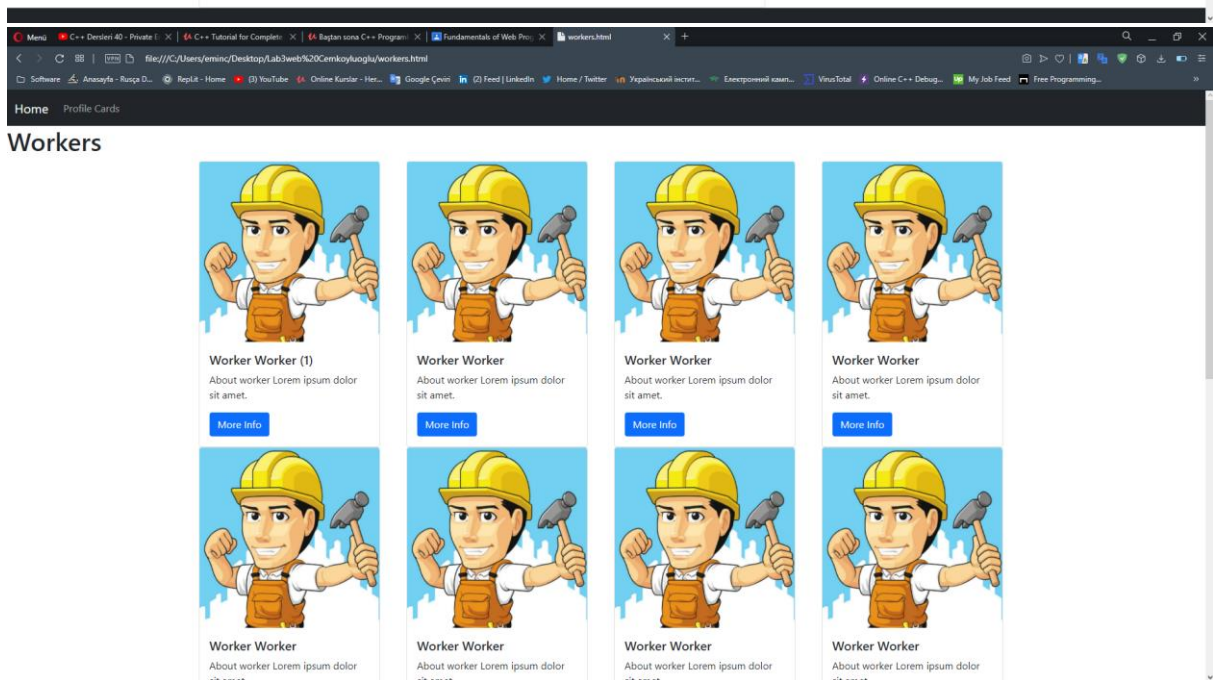 Menü
C++ Dersleri 40 - Private
C++ Tutorial for Complete
Baştan sona C++ Program
Fundamentals of Web Prog
workers.html
VPN
file:///C:/Users/eminc/Desktop/Lab3web%20Cemkoyluoglu/workers.html
Software
Anasayfa - Rusça D...
RepLit - Home
(3) YouTube
Online Kurslar - Her...
Google Çeviri
(2) Feed | LinkedIn
Home / Twitter
Український інстит...
Електронний камп...
VirusTotal
Online C++ Debug...
My Job Feed
Free Programming...
Home Profile Cards
Workers
Worker Worker (1)
About worker Lorem ipsum dolor
sit amet.
More Info
Worker Worker
About worker Lorem ipsum dolor
sit amet.
More Info
Worker Worker
About worker Lorem ipsum dolor
sit amet.
More Info
Worker Worker
About worker Lorem ipsum dolor
sit amet.
More Info
Worker Worker
About worker Lorem ipsum dolor
Worker Worker
About worker Lorem ipsum dolor
Worker Worker
About worker Lorem ipsum dolor
Worker Worker
About worker Lorem ipsum dolor